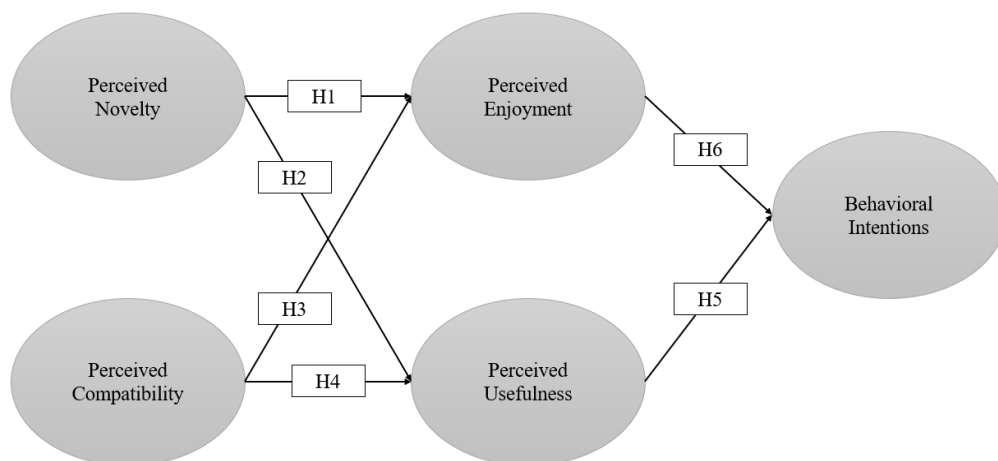 Perceived
Novelty
H1
Perceived
Enjoyment
H2
H6
Behavioral
Intentions
H3
H5
Perceived
Compatibility
H4
Perceived
Usefulness